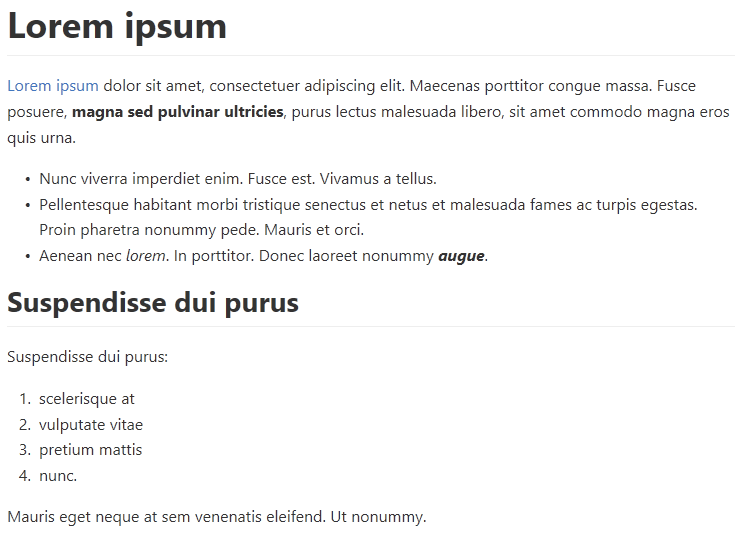 Lorem ipsum
Lorem ipsum dolor sit amet, consectetuer adipiscing elit. Maecenas porttitor congue massa. Fusce
posuere, magna sed pulvinar ultricies, purus lectus malesuada libero, sit amet commodo magna eros
quis urna.
• Nunc viverra imperdiet enim. Fusce est. Vivamus a tellus.
• Pellentesque habitant morbi tristique senectus et netus et malesuada fames ac turpis egestas.
Proin pharetra nonummy pede. Mauris et orci.
• Aenean nec lorem. In porttitor. Donec laoreet nonummy augue.
Suspendisse dui purus
Suspendisse dui purus:
1. scelerisque at
2. vulputate vitae
3. pretium mattis
4. nunc.
Mauris eget neque at sem venenatis eleifend. Ut nonummy.